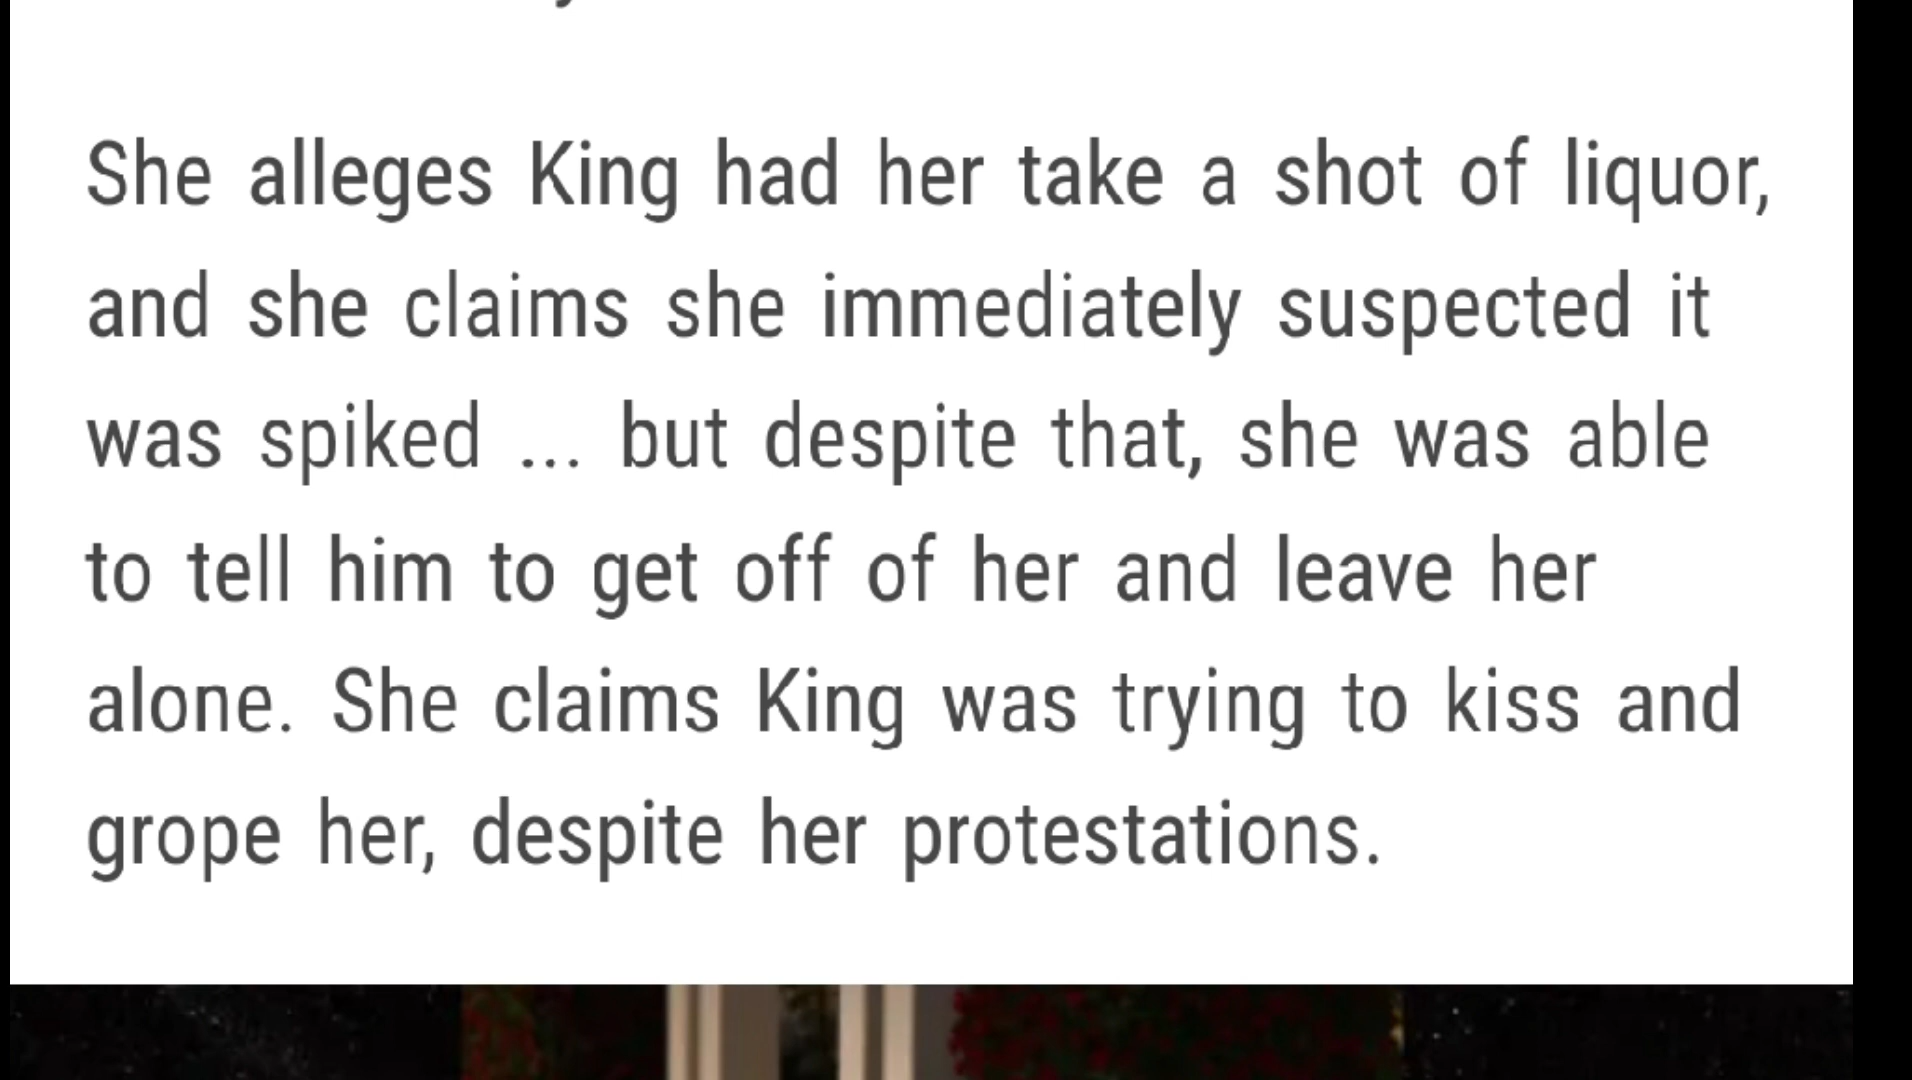 She alleges King had her take a shot of liquor,
and she claims she immediately suspected it
was spiked ... but despite that, she was able
to tell him to get off of her and leave her
alone. She claims King was trying to kiss and
grope her, despite her protestations.